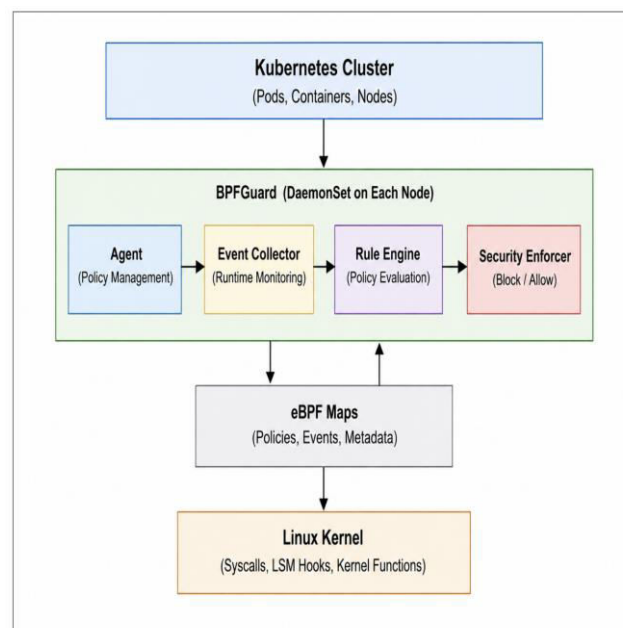 Kubernetes Cluster
(Pods, Containers, Nodes)
BPFGuard (DaemonSet on Each Node)
Agent
(Policy Management)
Event Collector
(Runtime Monitoring)
Rule Engine
(Policy Evaluation)
Security Enforcer
(Block / Allow)
eBPF Maps
(Policies, Events, Metadata)
Linux Kernel
(Syscalls, LSM Hooks, Kernel Functions)